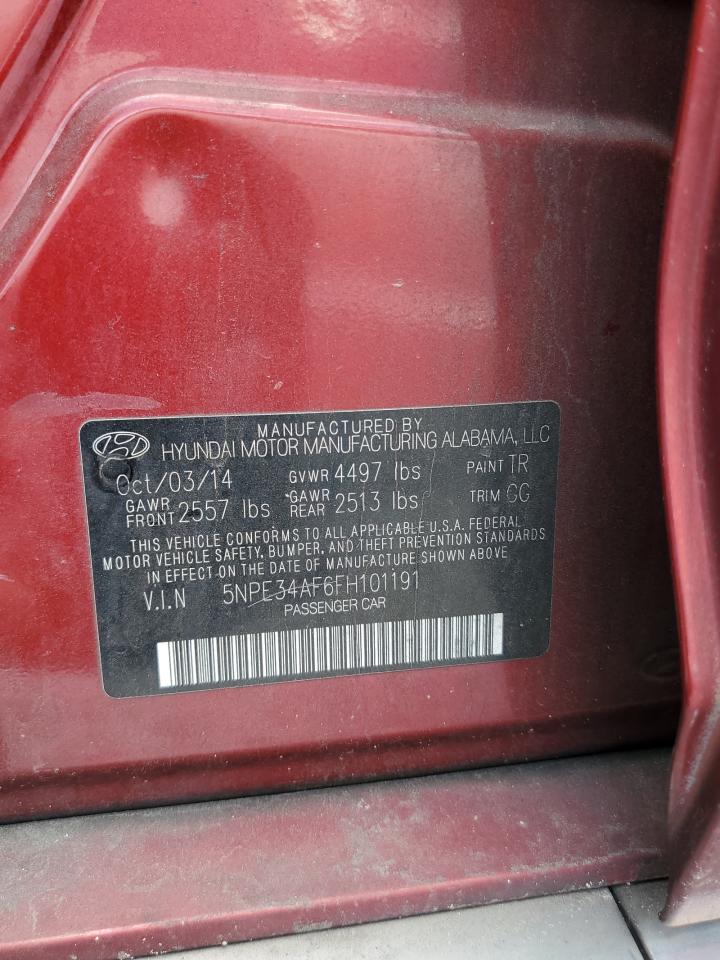 MANUFACTURED BY
HYUNDAI MOTOR MANUFACTURING ALABAMA, LLC
Oct/03/14 GVWR 4497 lbs PAINT TR
GAWR FRONT 2557 lbs GAWR REAR 2513 lbs TRIM GG
THIS VEHICLE CONFORMS TO ALL APPLICABLE U.S.A. FEDERAL
MOTOR VEHICLE SAFETY, BUMPER, AND THEFT PREVENTION STANDARDS
IN EFFECT ON THE DATE OF MANUFACTURE SHOWN ABOVE
V.I.N 5NPE34AF6FH101191
PASSENGER CAR